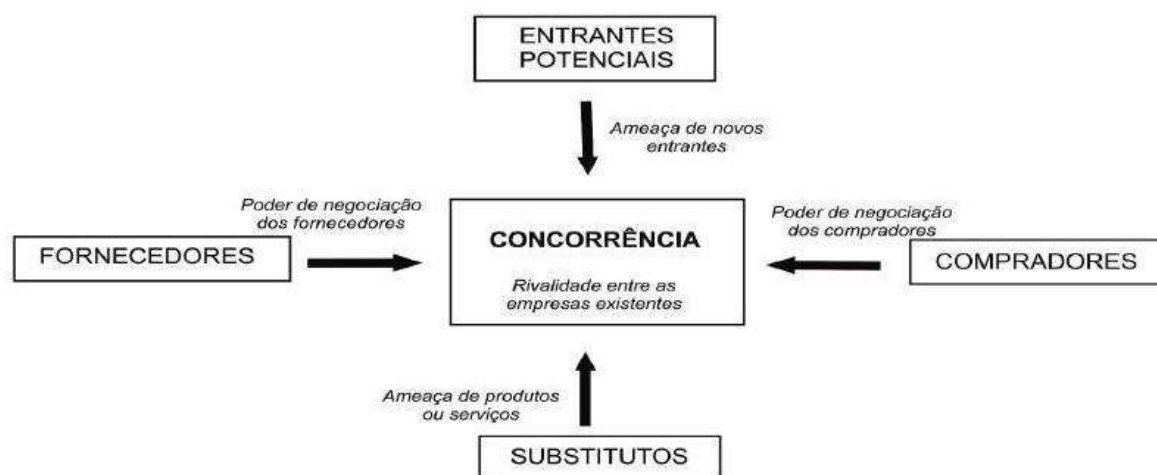 ENTRANTES
POTENCIAIS
Ameaça de novos
entrantes
Poder de negociação
dos fornecedores
FORNECEDORES
CONCORRÊNCIA
Rivalidade entre as
empresas existentes
Poder de negociação
dos compradores
COMPRADORES
Ameaça de produtos
ou serviços
SUBSTITUTOS